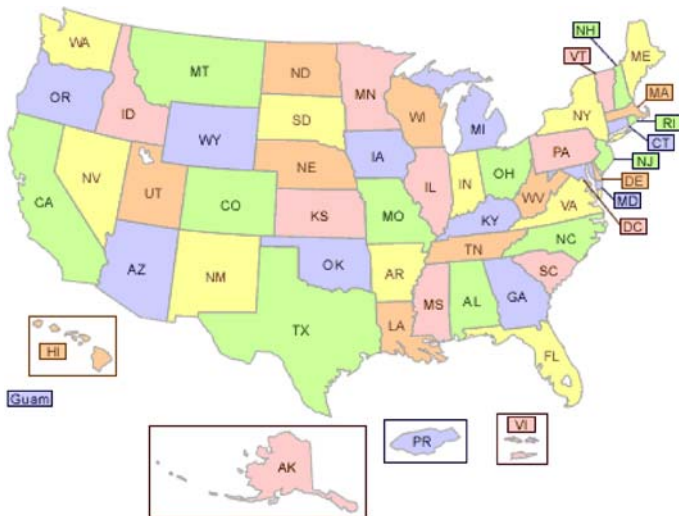 NH
WA
ME
VT
MT
ND
MN
MA
OR
ID
SD
WI
NY
RI
WY
MI
CT
IA
PA
NE
NJ
NV
UT
IL
IN
OH
DE
CA
CO
KS
MO
WV
VA
MD
KY
DC
NC
TN
AZ
NM
OK
AR
SC
MS
AL
GA
TX
LA
HI
FL
Guam
VI
PR
AK